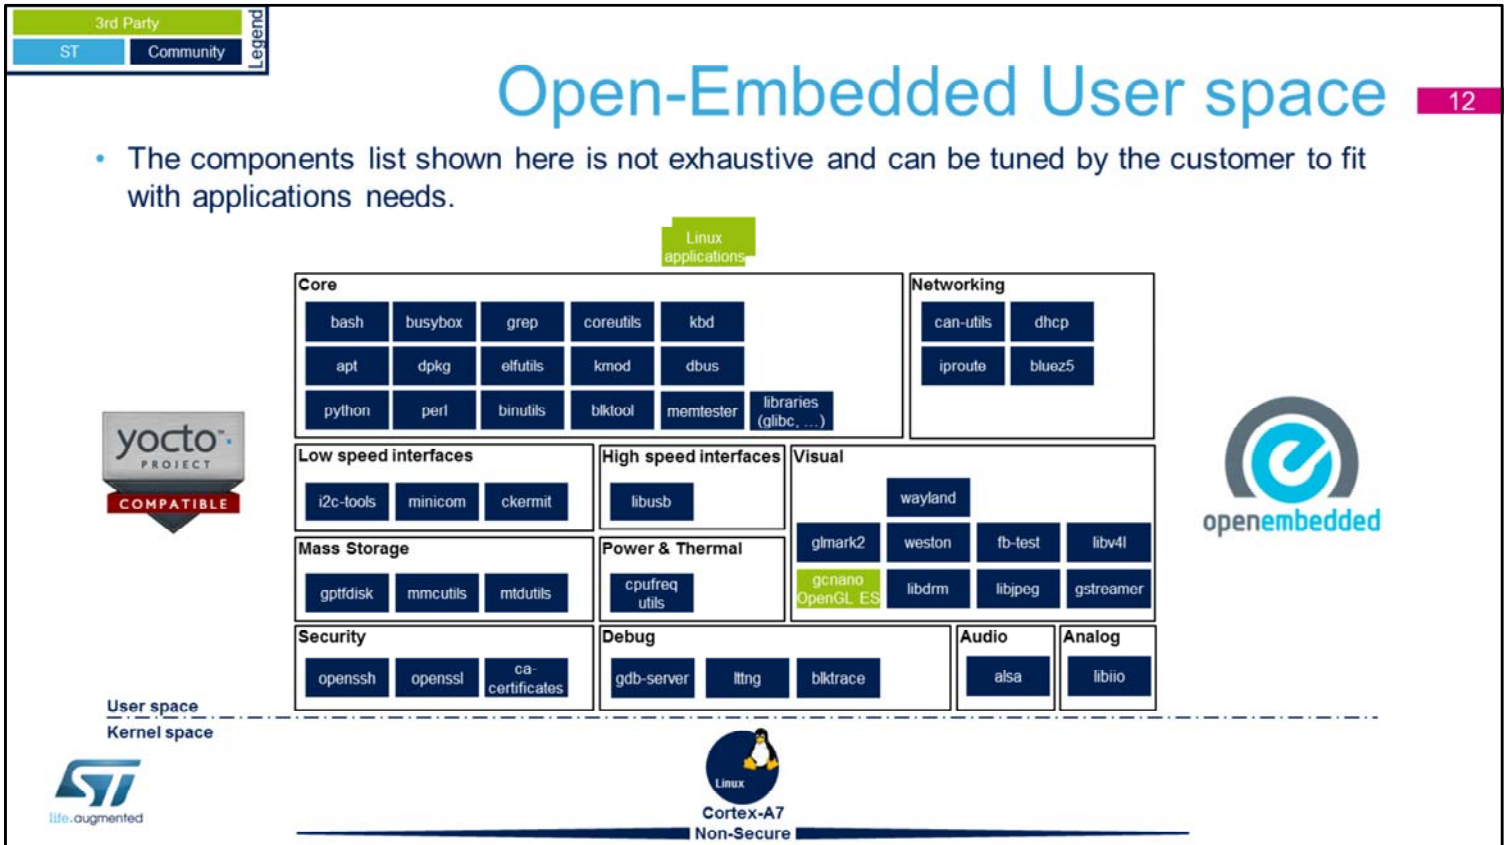 3rd Party
ST
Community
Legend
Open-Embedded User space
12
• The components list shown here is not exhaustive and can be tuned by the customer to fit
with applications needs.
Linux
applications
Core
bash
busybox
grep
coreutils
kbd
apt
dpkg
elfutils
kmod
dbus
python
perl
binutils
blktool
memtester
libraries
(glibc, ...)
Networking
can-utils
dhcp
iproute
bluez5
yocto™
PROJECT
COMPATIBLE
Low speed interfaces
i2c-tools
minicom
ckermit
High speed interfaces
libusb
Visual
wayland
glmark2
weston
fb-test
libv4l
gcnano
OpenGL ES
libdrm
libjpeg
gstreamer
openembedded
Mass Storage
gptfdisk
mmcutils
mtdutils
Power & Thermal
cpufreq
utils
Security
openssh
openssl
ca-
certificates
Debug
gdb-server
lttng
blktrace
Audio
alsa
Analog
libiio
User space
Kernel space
Linux
Cortex-A7
Non-Secure
ST
life.augmented